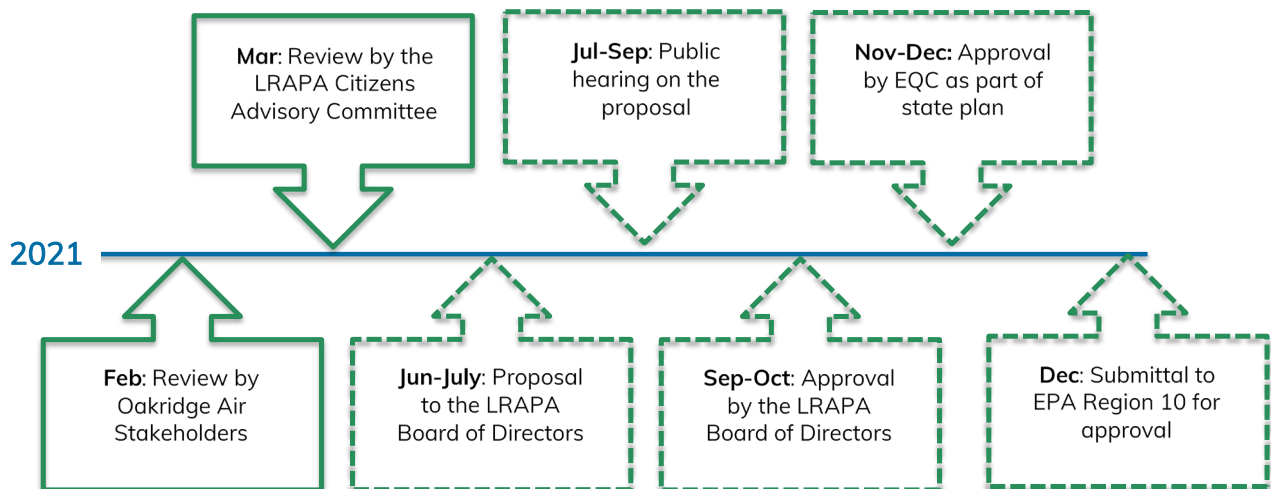 Mar: Review by the
LRAPA Citizens
Advisory Committee
Jul-Sep: Public
hearing on the
proposal
Nov-Dec: Approval
by EQC as part of
state plan
2021
Feb: Review by
Oakridge Air
Stakeholders
Jun-July: Proposal
to the LRAPA
Board of Directors
Sep-Oct: Approval
by the LRAPA
Board of Directors
Dec: Submittal to
EPA Region 10 for
approval